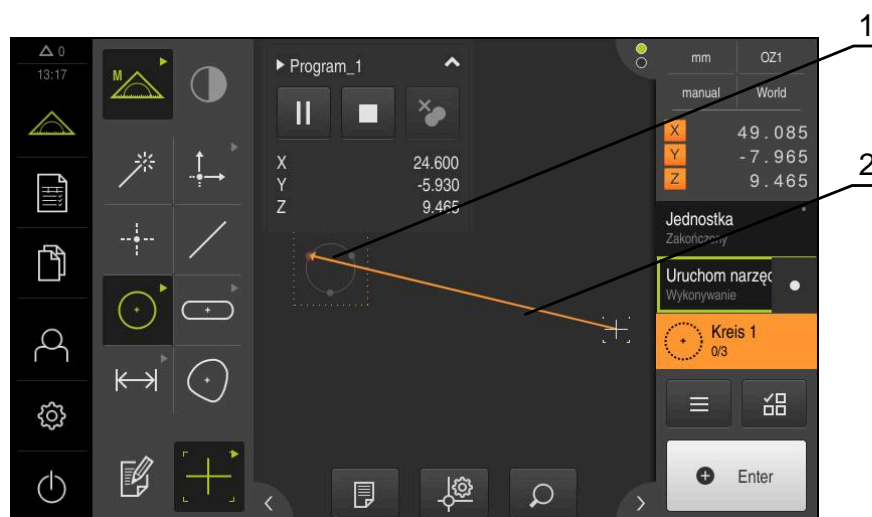 1
2
0
13:17
M
Program_1
X 24.600
Y -5.930
Z 9.465
mm OZ1
manual World
X 49.085
Y -7.965
Z 9.465
Jednostka
Zakończony
Uruchom narzęd
Wykonywanie
Kreis 1
0/3
Enter